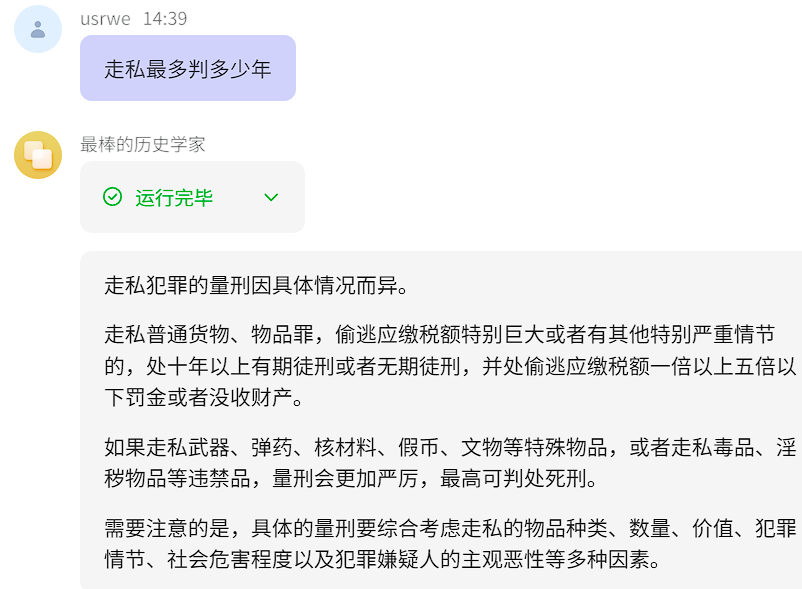 usrwe 14:39
走私最多判多少年
最棒的历史学家
运行完毕
走私犯罪的量刑因具体情况而异。
走私普通货物、物品罪，偷逃应缴税额特别巨大或者有其他特别严重情节
的，处十年以上有期徒刑或者无期徒刑，并处偷逃应缴税额一倍以上五倍以
下罚金或者没收财产。
如果走私武器、弹药、核材料、假币、文物等特殊物品，或者走私毒品、淫
秽物品等违禁品，量刑会更加严厉，最高可判处死刑。
需要注意的是，具体的量刑要综合考虑走私的物品种类、数量、价值、犯罪
情节、社会危害程度以及犯罪嫌疑人的主观恶性等多种因素。